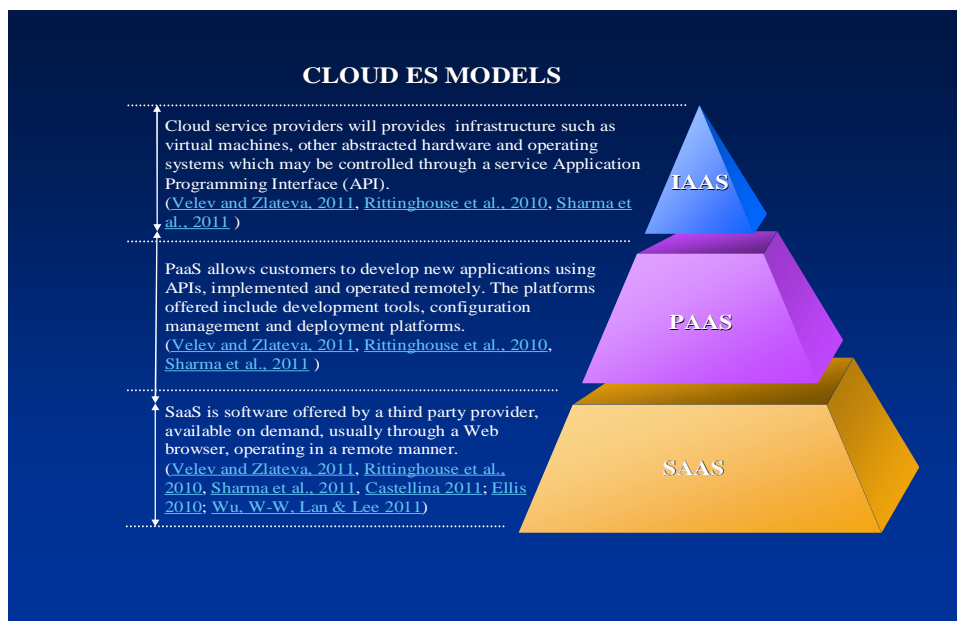 CLOUD ES MODELS
Cloud service providers will provides  infrastructure such as
virtual machines, other abstracted hardware and operating
systems which may be controlled through a service Application
Programming Interface (API).
(Velev and Zlateva, 2011, Rittinghouse et al., 2010, Sharma et
al., 2011 )
IAAS
PaaS allows customers to develop new applications using
APIs, implemented and operated remotely. The platforms
offered include development tools, configuration
management and deployment platforms.
(Velev and Zlateva, 2011, Rittinghouse et al., 2010,
Sharma et al., 2011 )
PAAS
SaaS is software offered by a third party provider,
available on demand, usually through a Web
browser, operating in a remote manner.
(Velev and Zlateva, 2011, Rittinghouse et al.,
2010, Sharma et al., 2011, Castellina 2011; Ellis
2010; Wu, W-W, Lan & Lee 2011)
SAAS